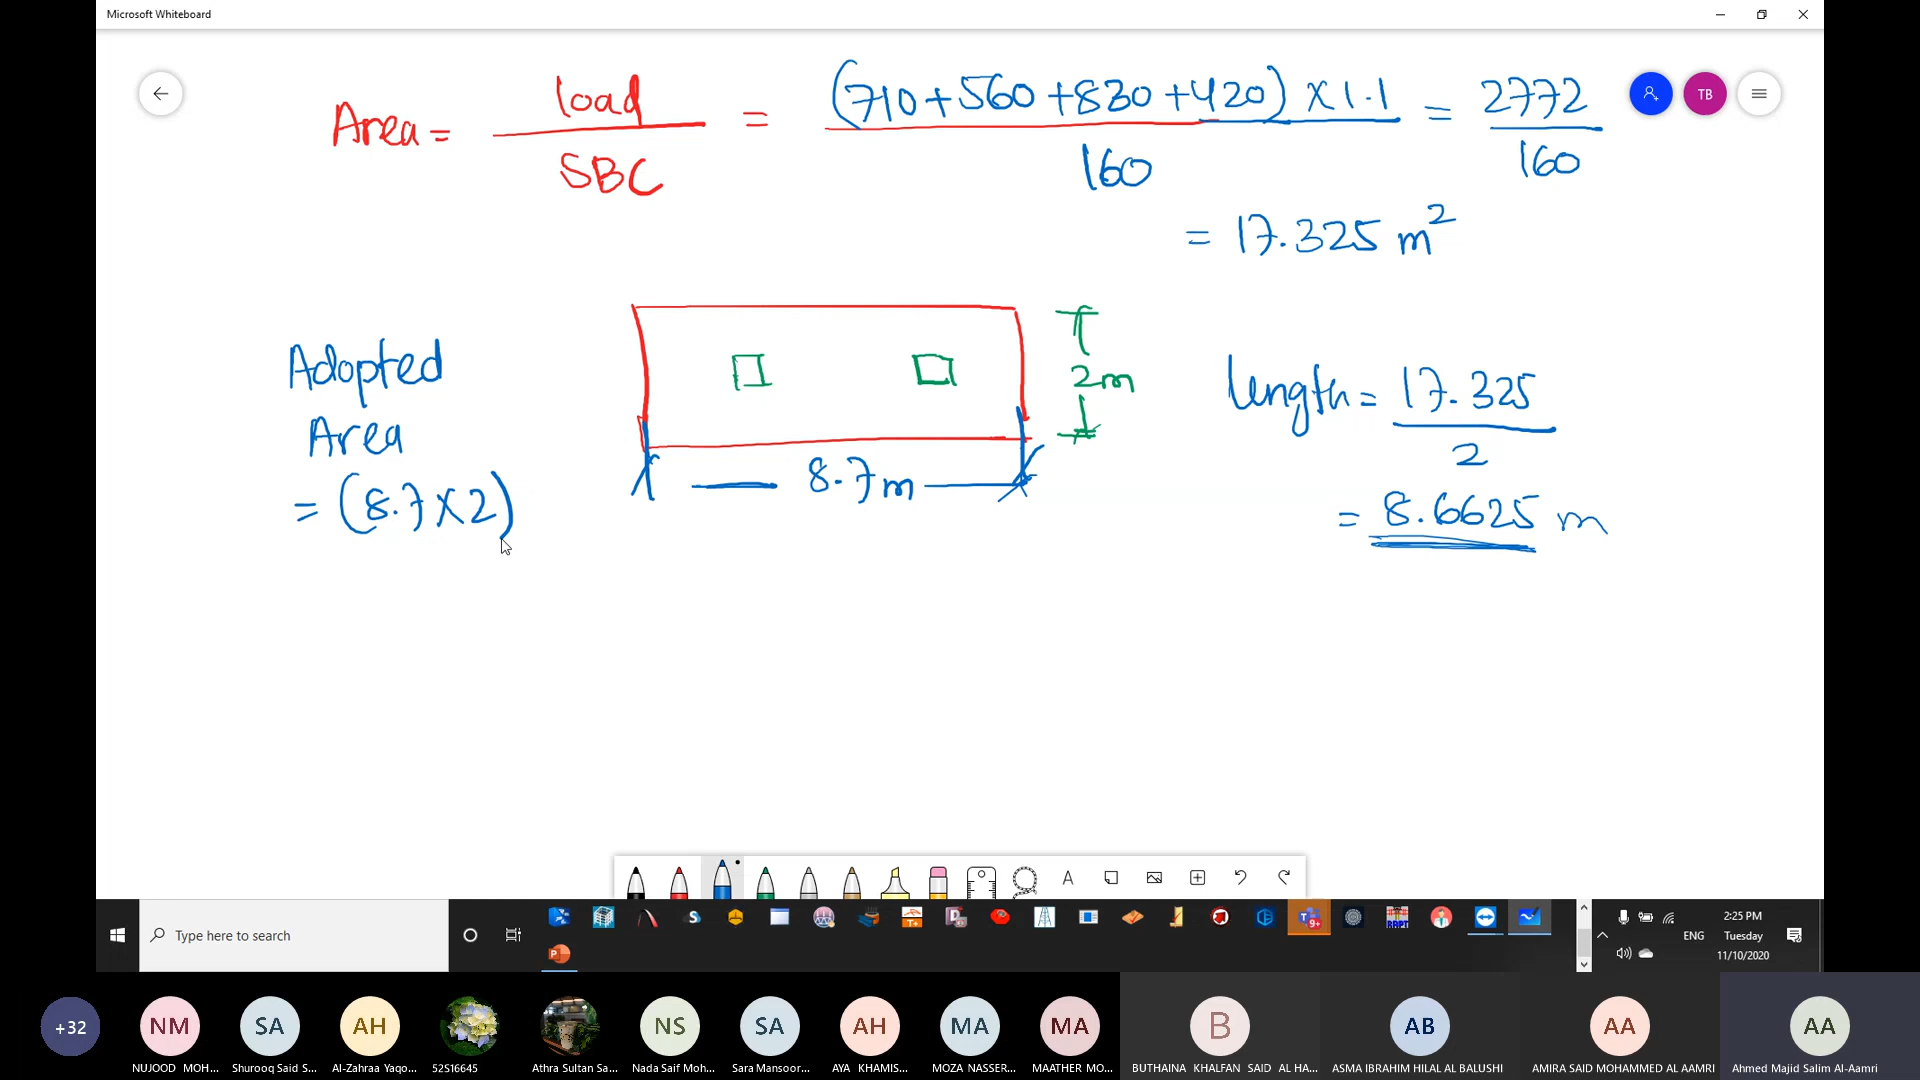 Microsoft Whiteboard
Area = load / SBC = (710+560+830+420) X 1.1 / 160 = 2772 / 160
= 17.325 m²
TB
Adopted
Area
= (8.7 X 2)
2m
8.7m
length = 17.325 / 2
= 8.6625 m
A
Type here to search
ENG
2:25 PM
Tuesday
11/10/2020
+32
NM
SA
AH
NS
SA
AH
MA
MA
B
AB
AA
AA
NUJOOD MOH...
Shurooq Said S...
Al-Zahraa Yaqo...
52S16645
Athra Sultan Sa...
Nada Saif Moh...
Sara Mansoor...
AYA KHAMIS...
MOZA NASSER...
MAATHER MO...
BUTHAINA KHALFAN SAID AL HA...
ASMA IBRAHIM HILAL AL BALUSHI
AMIRA SAID MOHAMMED AL AAMRI
Ahmed Majid Salim Al-Aamri